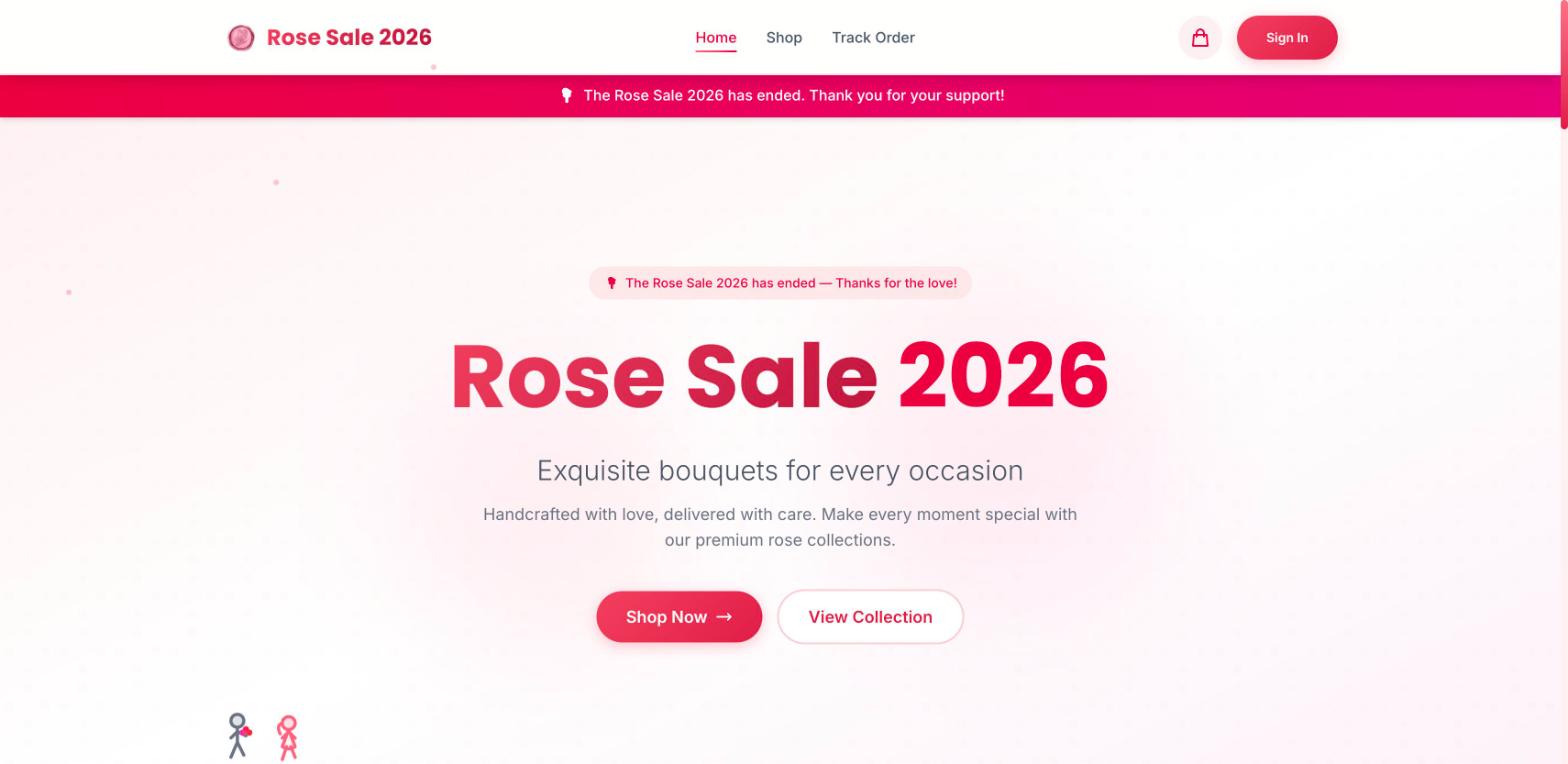 Rose Sale 2026
Home
Shop
Track Order
Sign In
The Rose Sale 2026 has ended. Thank you for your support!
The Rose Sale 2026 has ended — Thanks for the love!
Rose Sale 2026
Exquisite bouquets for every occasion
Handcrafted with love, delivered with care. Make every moment special with
our premium rose collections.
Shop Now →
View Collection